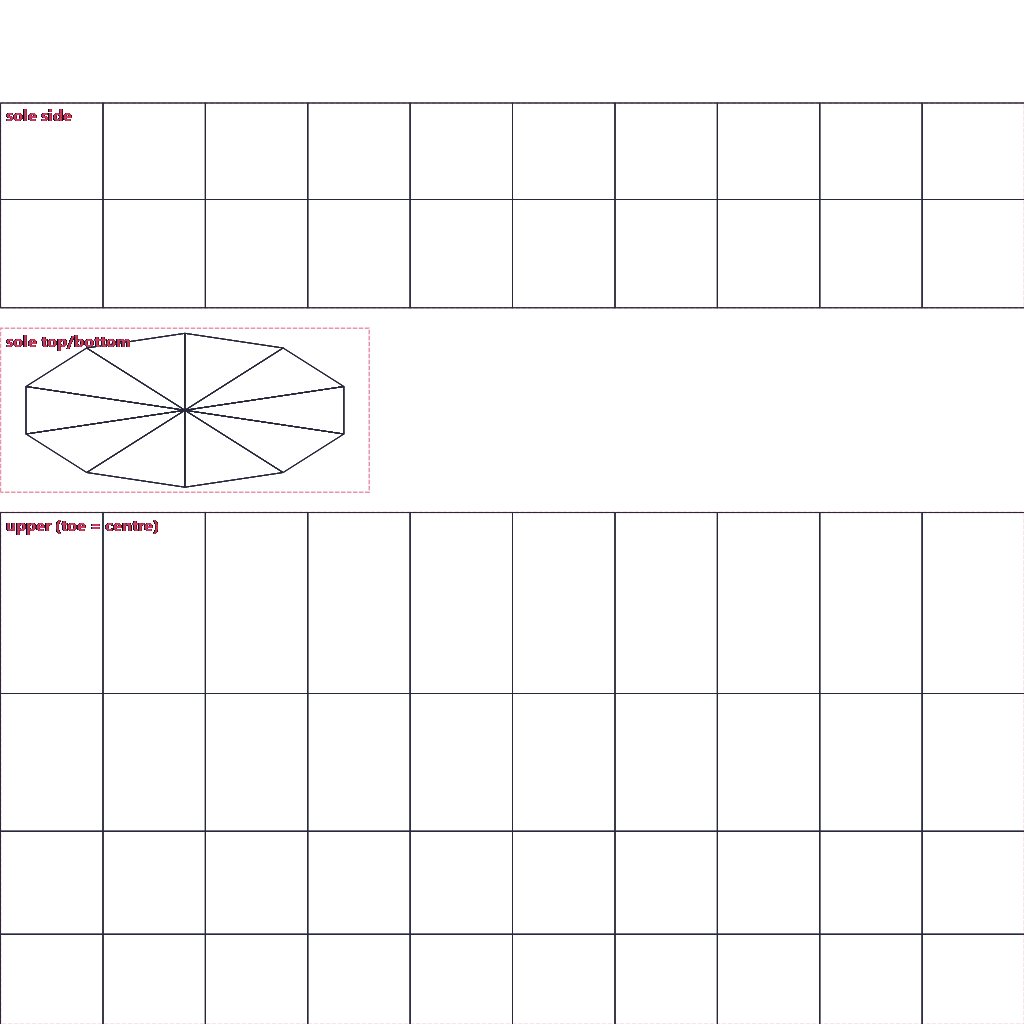 sole side
sole top/bottom
upper (toe = centre)